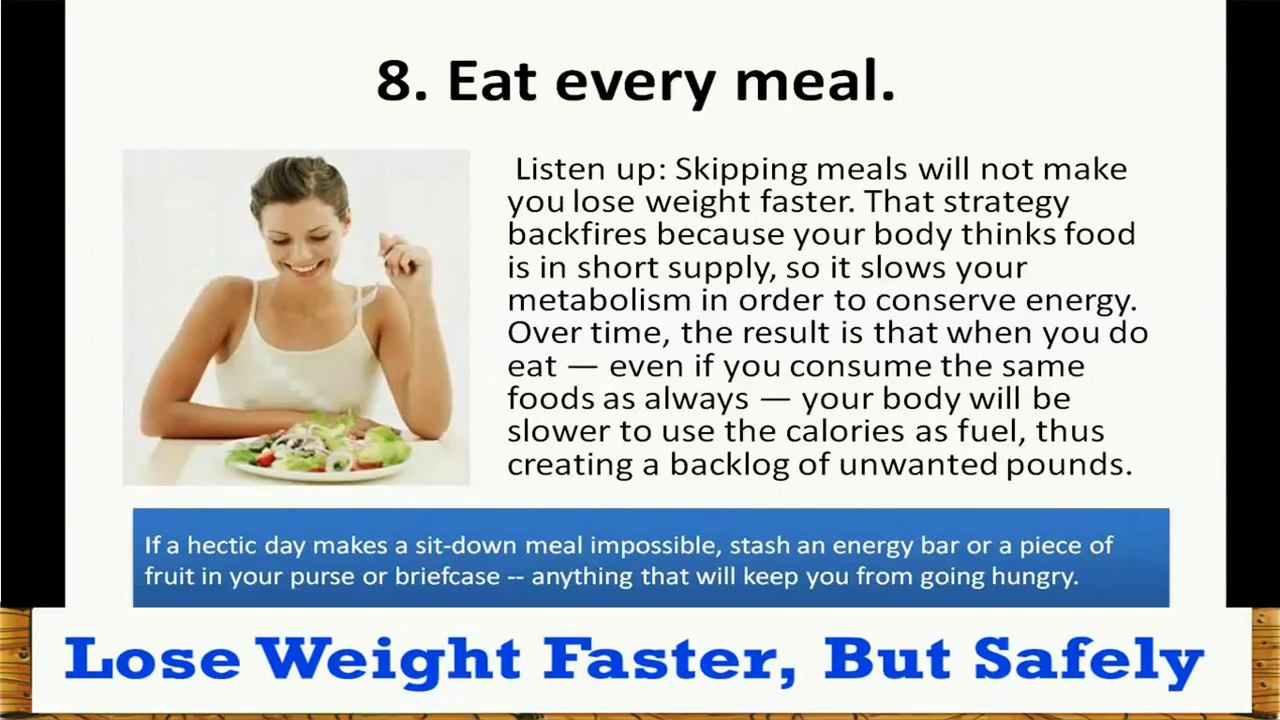 8. Eat every meal.
Listen up: Skipping meals will not make
you lose weight faster. That strategy
backfires because your body thinks food
is in short supply, so it slows your
metabolism in order to conserve energy.
Over time, the result is that when you do
eat — even if you consume the same
foods as always — your body will be
slower to use the calories as fuel, thus
creating a backlog of unwanted pounds.
If a hectic day makes a sit-down meal impossible, stash an energy bar or a piece of
fruit in your purse or briefcase -- anything that will keep you from going hungry.
Lose Weight Faster, But Safely